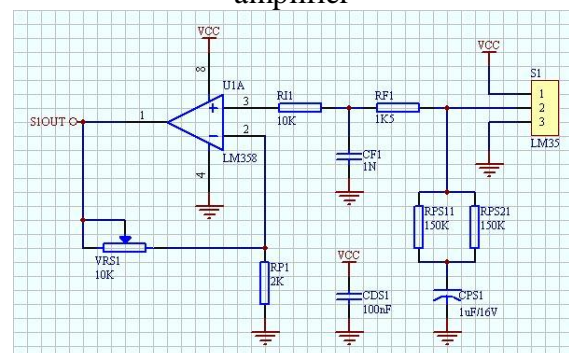 amplifier
VCC
8
U1A
3
1
2
LM358
4
S1OUT
RI1
10K
RF1
1K5
CF1
1N
VCC
S1
1
2
3
LM35
RPS11
150K
RPS21
150K
VRS1
10K
RP1
2K
VCC
CDS1
100nF
CPS1
1uF/16V